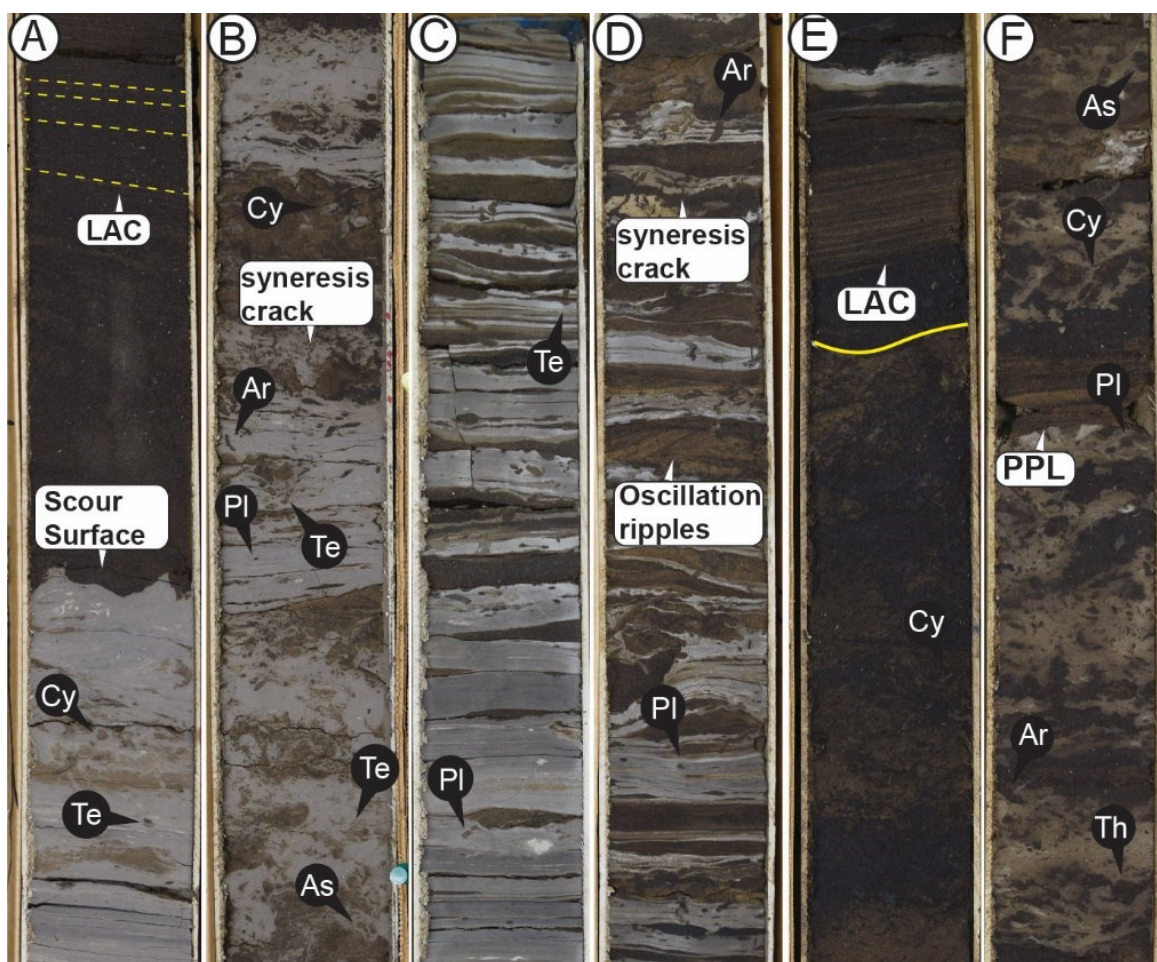 A
B
C
D
E
F
LAC
Scour
Surface
Cy
Te
Cy
syneresis
crack
Ar
Pl
Te
Te
As
Te
Pl
Ar
syneresis
crack
Oscillation
ripples
Pl
LAC
Cy
As
Cy
Pl
PPL
Ar
Th